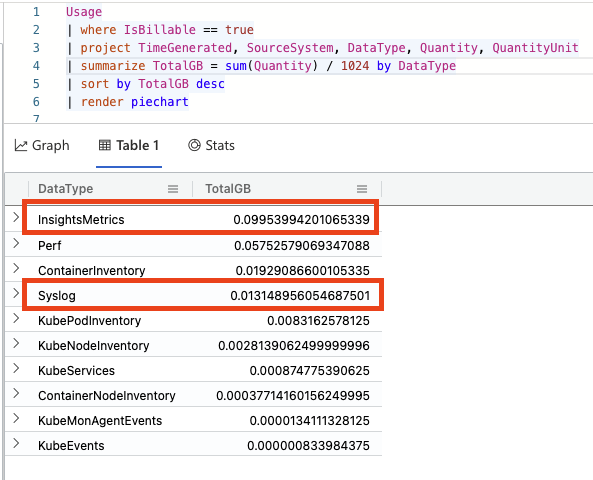 1 Usage
2 | where IsBillable == true
3 | project TimeGenerated, SourceSystem, DataType, Quantity, QuantityUnit
4 | summarize TotalGB = sum(Quantity) / 1024 by DataType
5 | sort by TotalGB desc
6 | render piechart
7
Graph Table 1 Stats
DataType TotalGB
InsightsMetrics 0.09953994201065339
Perf 0.05752579069347088
ContainerInventory 0.01929086600105335
Syslog 0.013148956054687501
KubePodInventory 0.0083162578125
KubeNodeInventory 0.0028139062499999996
KubeServices 0.000874775390625
ContainerNodeInventory 0.00037714160156249995
KubeMonAgentEvents 0.0000134111328125
KubeEvents 0.000000833984375